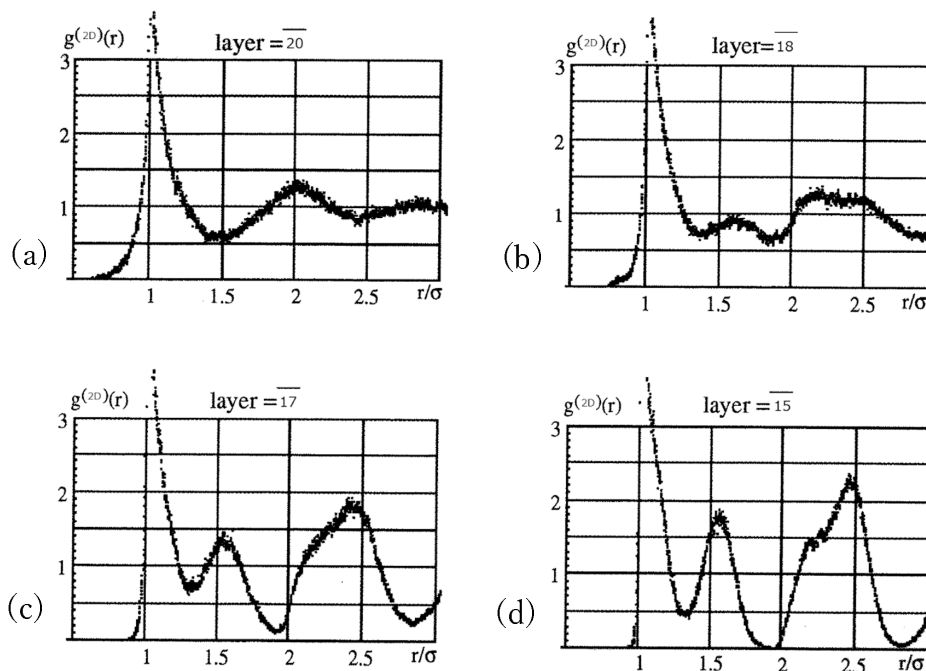 g(2D)(r) layer = 20
3
2
1
1 1.5 2 2.5 r/σ
(a)
g(2D)(r) layer = 18
3
2
1
1 1.5 2 2.5 r/σ
(b)
g(2D)(r) layer = 17
3
2
1
1 1.5 2 2.5 r/σ
(c)
g(2D)(r) layer = 15
3
2
1
1 1.5 2 2.5 r/σ
(d)